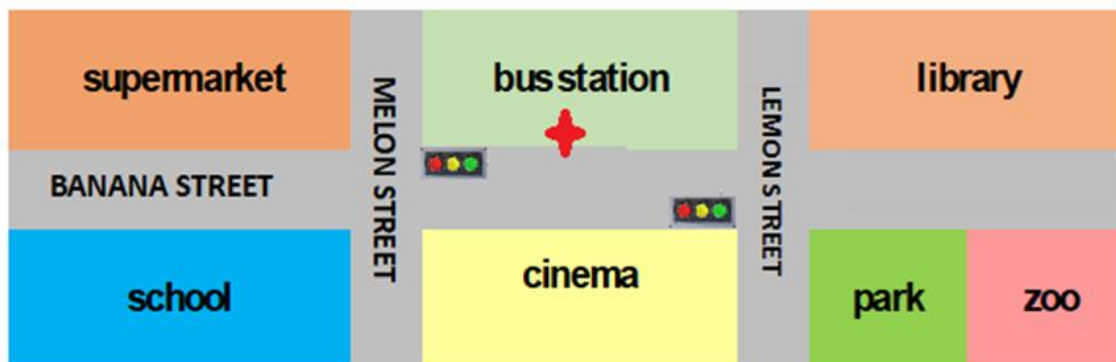 supermarket
MELON STREET
bus station
LEMON STREET
library
BANANA STREET
school
cinema
park
zoo